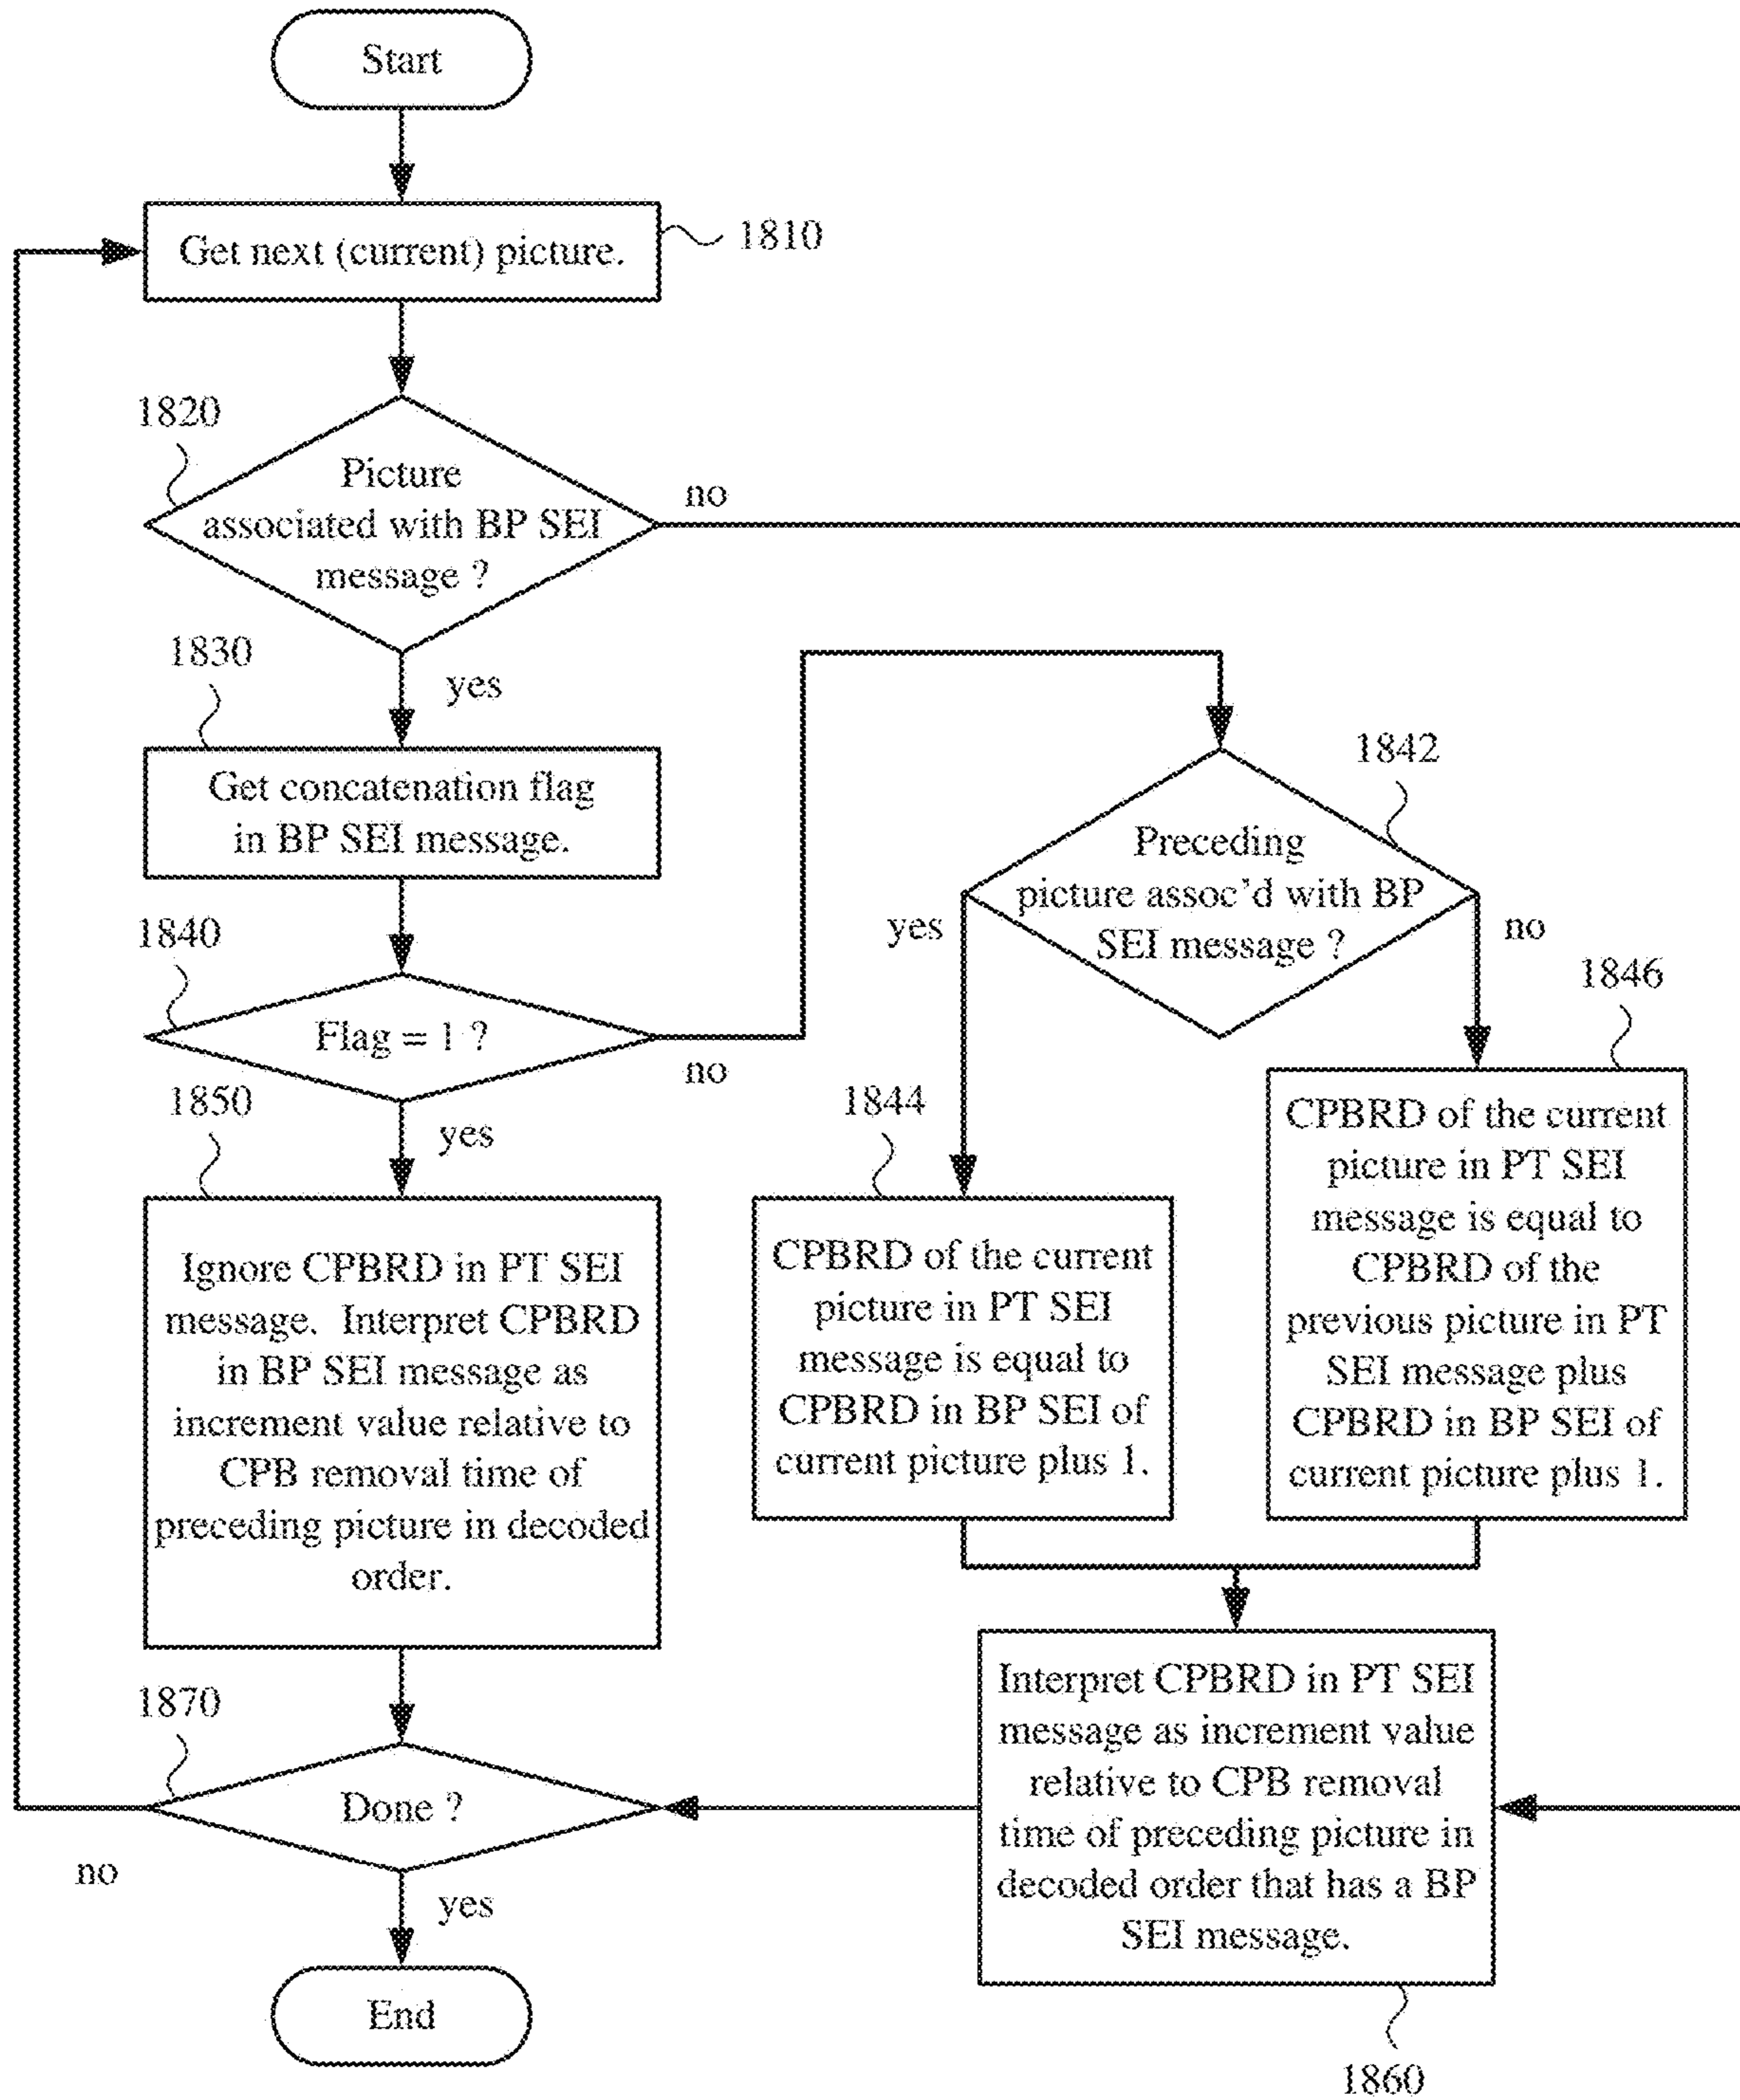 Start
Get next (current) picture.
1810
1820
Picture
associated with BP SEI
message ?
no
yes
1830
Get concatenation flag
in BP SEI message.
1840
Flag = 1 ?
no
yes
1842
Preceding
picture assoc'd with BP
SEI message ?
yes
no
1844
CPBRD of the current
picture in PT SEI
message is equal to
CPBRD in BP SEI of
current picture plus 1.
1846
CPBRD of the current
picture in PT SEI
message is equal to
CPBRD of the
previous picture in PT
SEI message plus
CPBRD in BP SEI of
current picture plus 1.
1850
Ignore CPBRD in PT SEI
message. Interpret CPBRD
in BP SEI message as
increment value relative to
CPB removal time of
preceding picture in decoded
order.
Interpret CPBRD in PT SEI
message as increment value
relative to CPB removal
time of preceding picture in
decoded order that has a BP
SEI message.
1860
1870
Done ?
no
yes
End